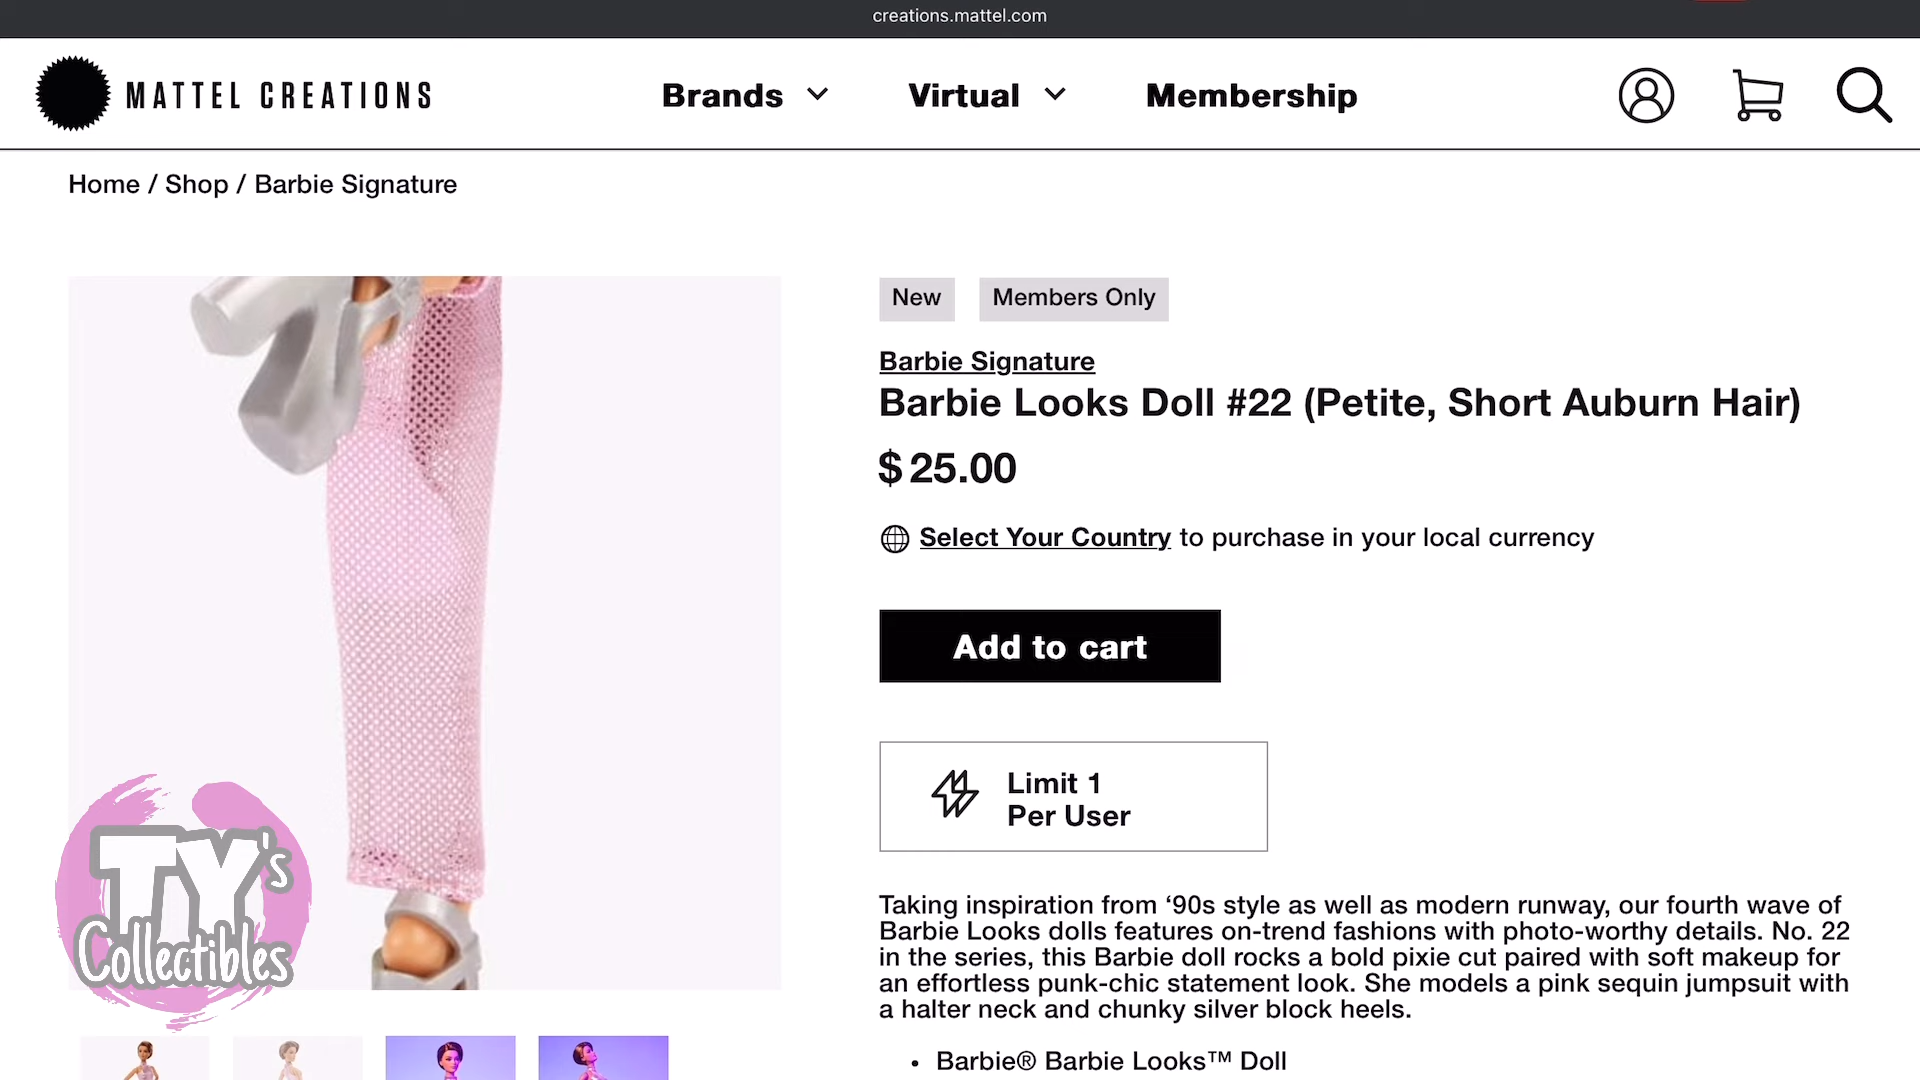 creations.mattel.com
MATTEL CREATIONS
Brands
Virtual
Membership
Home / Shop / Barbie Signature
New
Members Only
Barbie Signature
Barbie Looks Doll #22 (Petite, Short Auburn Hair)
$ 25.00
Select Your Country to purchase in your local currency
Add to cart
Limit 1
Per User
Taking inspiration from ‘90s style as well as modern runway, our fourth wave of
Barbie Looks dolls features on-trend fashions with photo-worthy details. No. 22
in the series, this Barbie doll rocks a bold pixie cut paired with soft makeup for
an effortless punk-chic statement look. She models a pink sequin jumpsuit with
a halter neck and chunky silver block heels.
• Barbie® Barbie Looks™ Doll
TY's
Collectibles